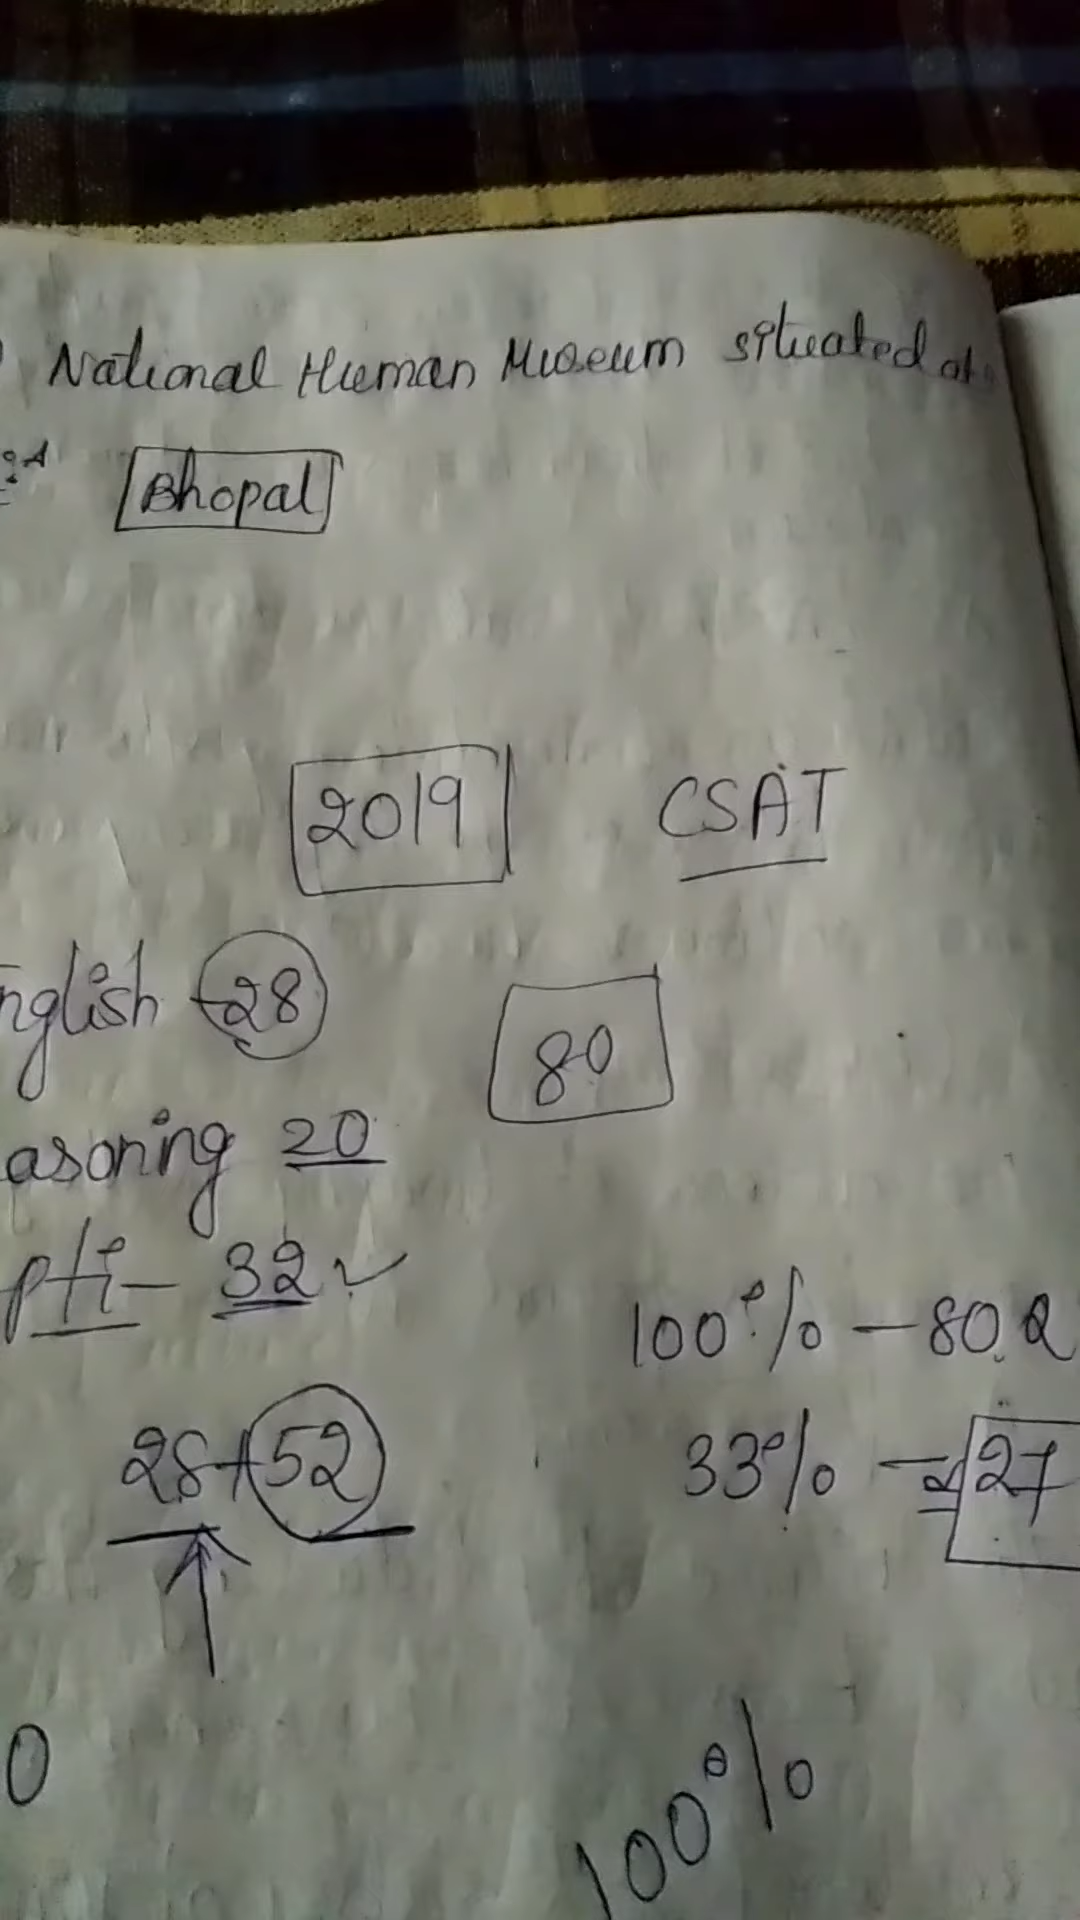 National Human Museum situated at
Bhopal
2019 CSAT
nglish - 28
80
asoning 20
pti - 32 ✓
100% - 80 Q
28+52
33% - 27
0
100%